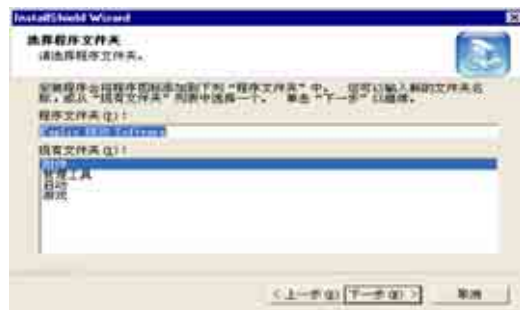 InstallShield Wizard
选择程序文件夹
请选择程序文件夹。
安装程序会将程序图标添加到下列“程序文件夹”中。 您可以输入新的文件夹名
称，或从“现有文件夹”列表中选择一个。 单击“下一步”以继续。
程序文件夹(P)：
Software
现有文件夹(X)：
附件
管理工具
启动
游戏
<上一步(B)
下一步(N)>
取消